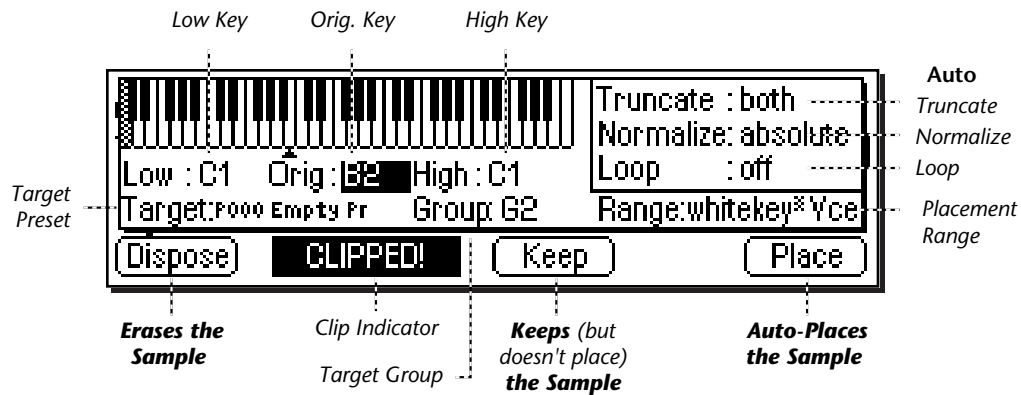 Low Key Orig. Key High Key
Auto
Truncate : both Truncate
Normalize: absolute Normalize
Low : C1 Orig : B2 High : C1 Loop : off Loop
Target Preset
Target: P000 Empty Pr Group: G2 Range: whitekey Placement Range
Dispose CLIPPED! Keep Place
Erases the Sample
Clip Indicator
Target Group
Keeps (but doesn't place) the Sample
Auto-Places the Sample